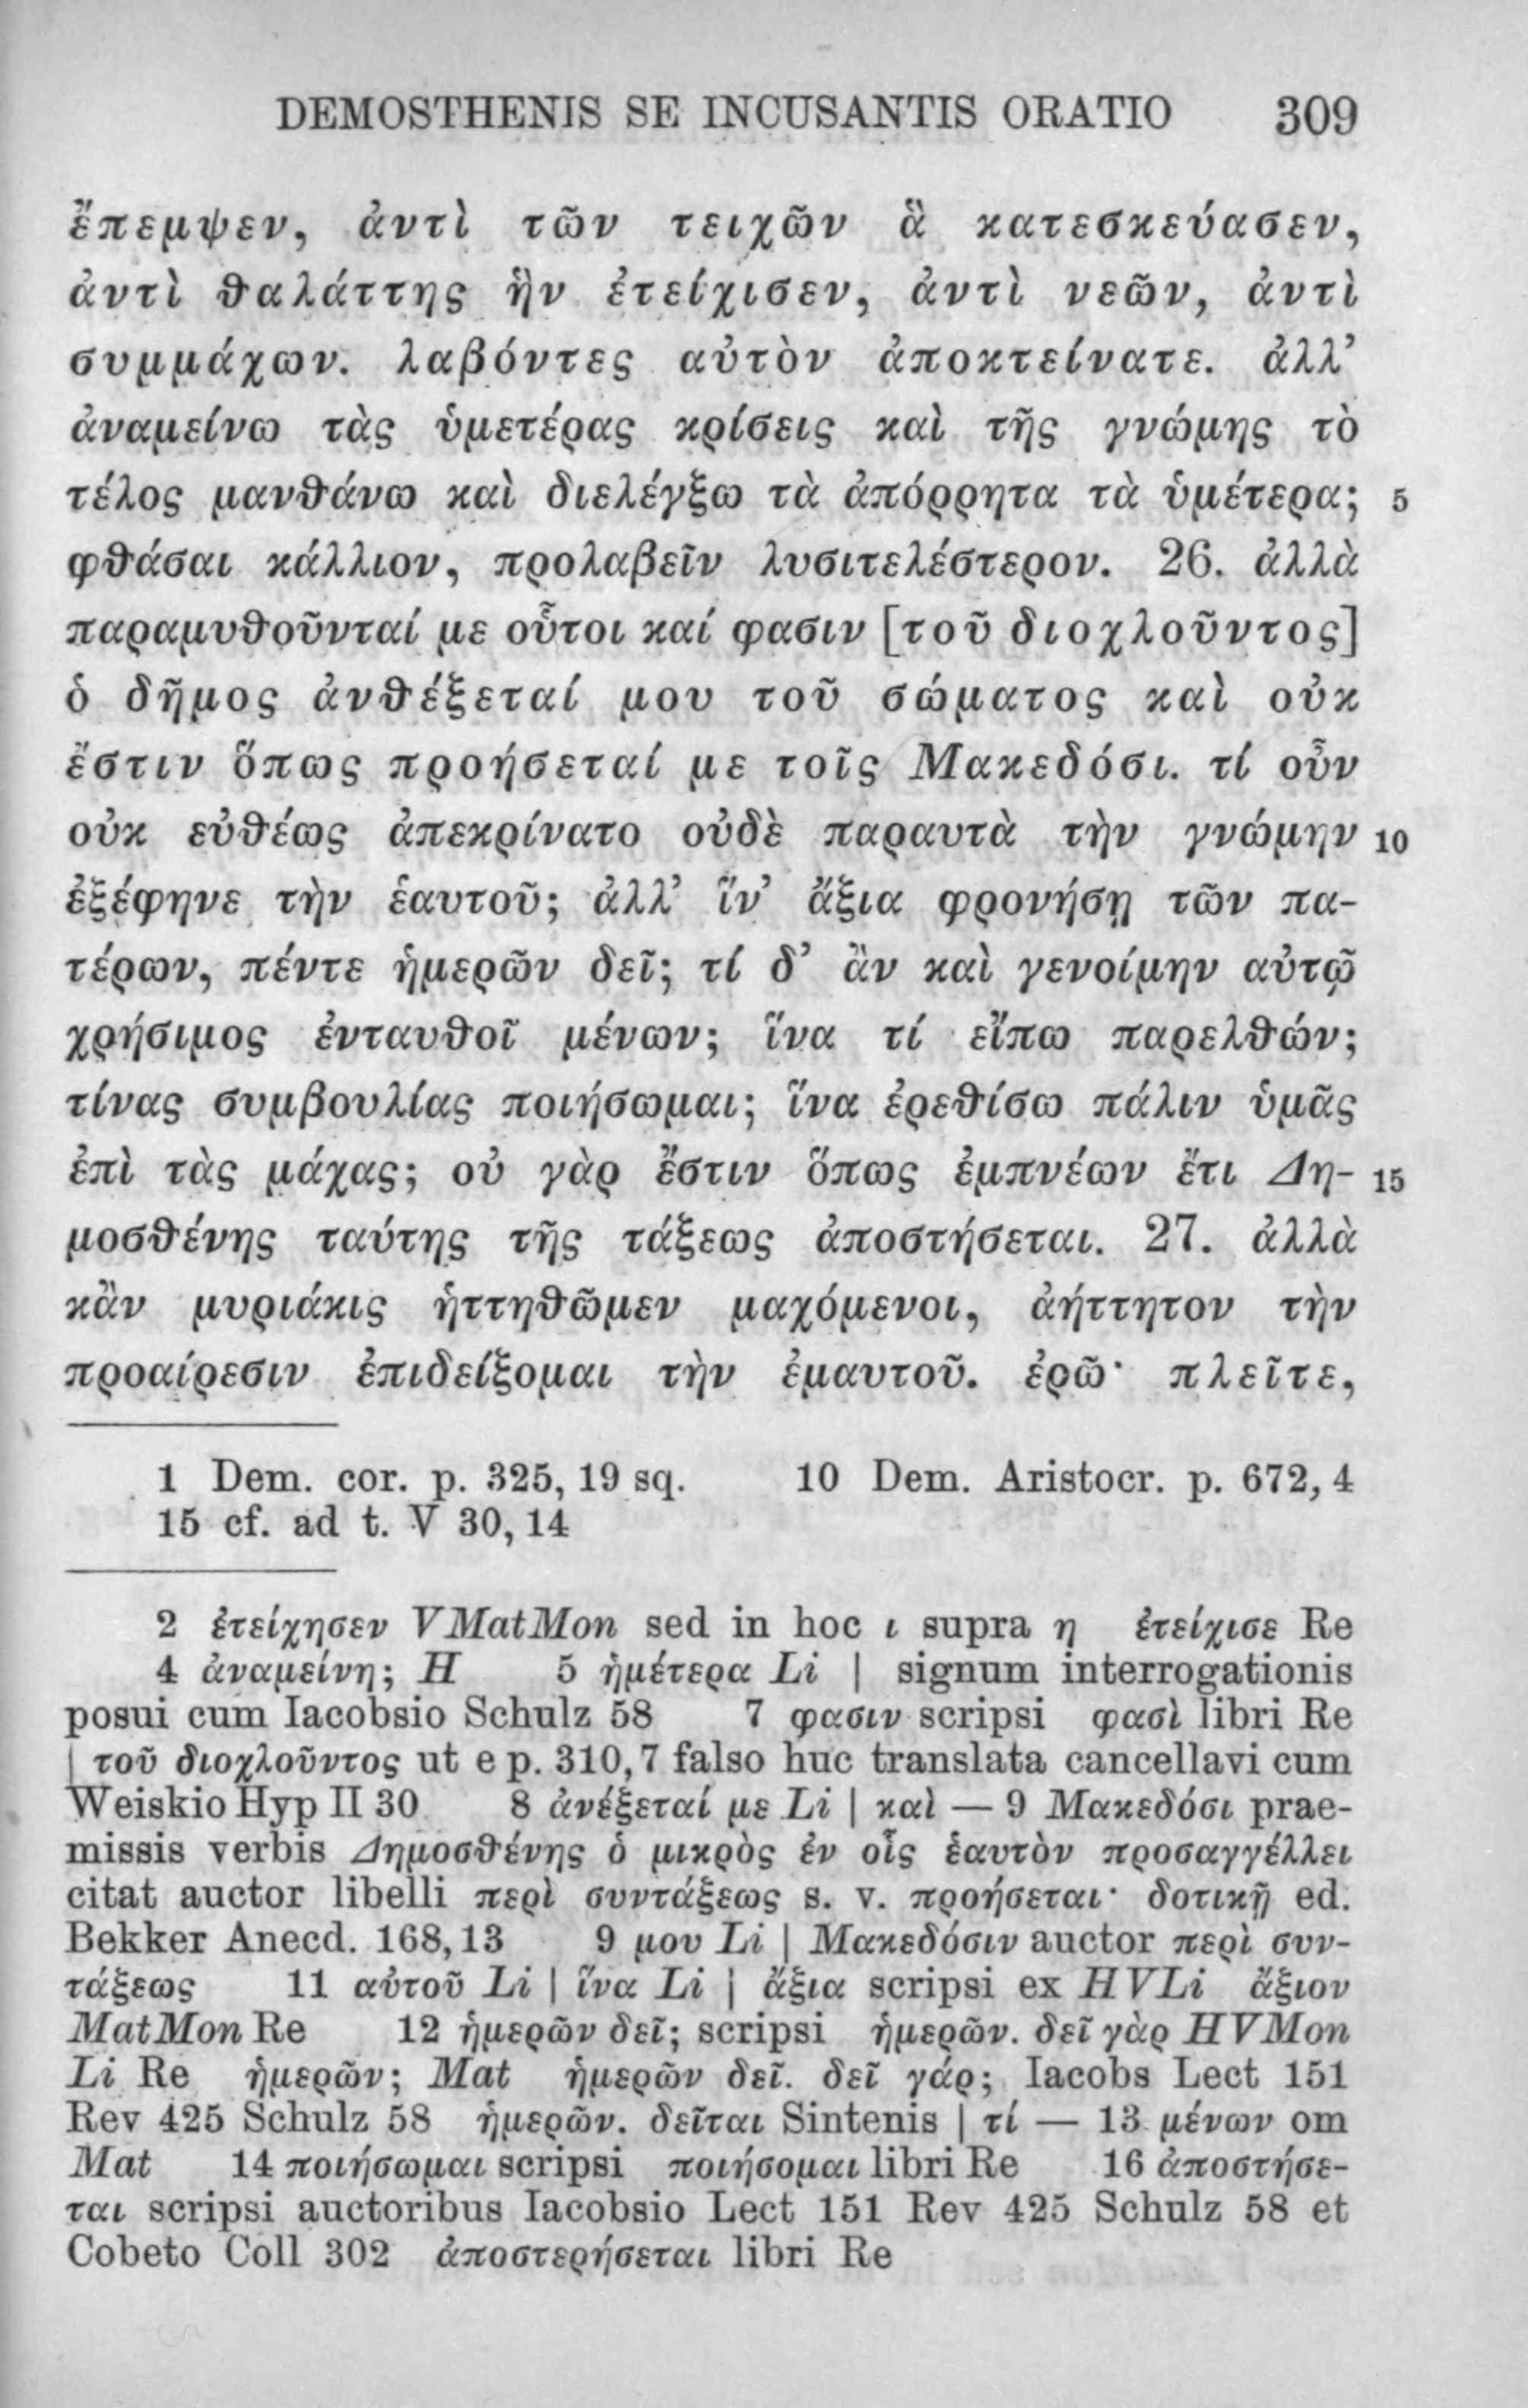 DEMOSTHENIS SE INCUSANTIS ORATIO 309
ἔπεμψεν, ἀντὶ τῶν τειχῶν ἃ κατεσκεύασεν,
ἀντὶ θαλάττης ἣν ἐτείχισεν, ἀντὶ νεῶν, ἀντὶ
συμμάχων. λαβόντες αὐτὸν ἀποκτείνατε. ἀλλ’
ἀναμείνω τὰς ὑμετέρας κρίσεις καὶ τῆς γνώμης τὸ
τέλος μανθάνω καὶ διελέγξω τὰ ἀπόρρητα τὰ ὑμέτερα; 5
φθάσαι κάλλιον, προλαβεῖν λυσιτελέστερον. 26. ἀλλὰ
παραμυθοῦνταί με οὗτοι καί φασιν [τοῦ διοχλοῦντος]
ὁ δῆμος ἀνθέξεταί μου τοῦ σώματος καὶ οὐκ
ἔστιν ὅπως προήσεταί με τοῖς Μακεδόσι. τί οὖν
οὐκ εὐθέως ἀπεκρίνατο οὐδὲ παραυτὰ τὴν γνώμην 10
ἐξέφηνε τὴν ἑαυτοῦ; ἀλλ’ ἵν’ ἄξια φρονήσῃ τῶν πα-
τέρων, πέντε ἡμερῶν δεῖ; τί δ’ ἂν καὶ γενοίμην αὐτῷ
χρήσιμος ἐνταυθοῖ μένων; ἵνα τί εἴπω παρελθών;
τίνας συμβουλίας ποιήσωμαι; ἵνα ἐρεθίσω πάλιν ὑμᾶς
ἐπὶ τὰς μάχας; οὐ γὰρ ἔστιν ὅπως ἐμπνέων ἔτι Δη- 15
μοσθένης ταύτης τῆς τάξεως ἀποστήσεται. 27. ἀλλὰ
κἂν μυριάκις ἡττηθῶμεν μαχόμενοι, ἀήττητον τὴν
προαίρεσιν ἐπιδείξομαι τὴν ἐμαυτοῦ. ἐρῶ· πλεῖτε,
1 Dem. cor. p. 325, 19 sq. 10 Dem. Aristocr. p. 672, 4
15 cf. ad t. V 30, 14
2 ἐτείχησεν VMatMon sed in hoc ι supra η ἐτείχισε Re
4 ἀναμείνη; H 5 ἡμέτερα Li | signum interrogationis
posui cum Iacobsio Schulz 58 7 φασιν scripsi φασὶ libri Re
| τοῦ διοχλοῦντος ut e p. 310, 7 falso huc translata cancellavi cum
Weiskio Hyp II 30 8 ἀνέξεταί με Li | καὶ — 9 Μακεδόσι prae-
missis verbis Δημοσθένης ὁ μικρὸς ἐν οἷς ἑαυτὸν προσαγγέλλει
citat auctor libelli περὶ συντάξεως s. v. προήσεται· δοτικῇ ed.
Bekker Anecd. 168, 13 9 μου Li | Μακεδόσιν auctor περὶ συν-
τάξεως 11 αὐτοῦ Li | ἵνα Li | ἄξια scripsi ex HVLi ἄξιον
MatMon Re 12 ἡμερῶν δεῖ; scripsi ἡμερῶν. δεῖ γὰρ HVMon
Li Re ἡμερῶν; Mat ἡμερῶν δεῖ. δεῖ γάρ; Iacobs Lect 151
Rev 425 Schulz 58 ἡμερῶν. δεῖται Sintenis | τί — 13 μένων om
Mat 14 ποιήσωμαι scripsi ποιήσομαι libri Re 16 ἀποστήσε-
ται scripsi auctoribus Iacobsio Lect 151 Rev 425 Schulz 58 et
Cobeto Coll 302 ἀποστερήσεται libri Re